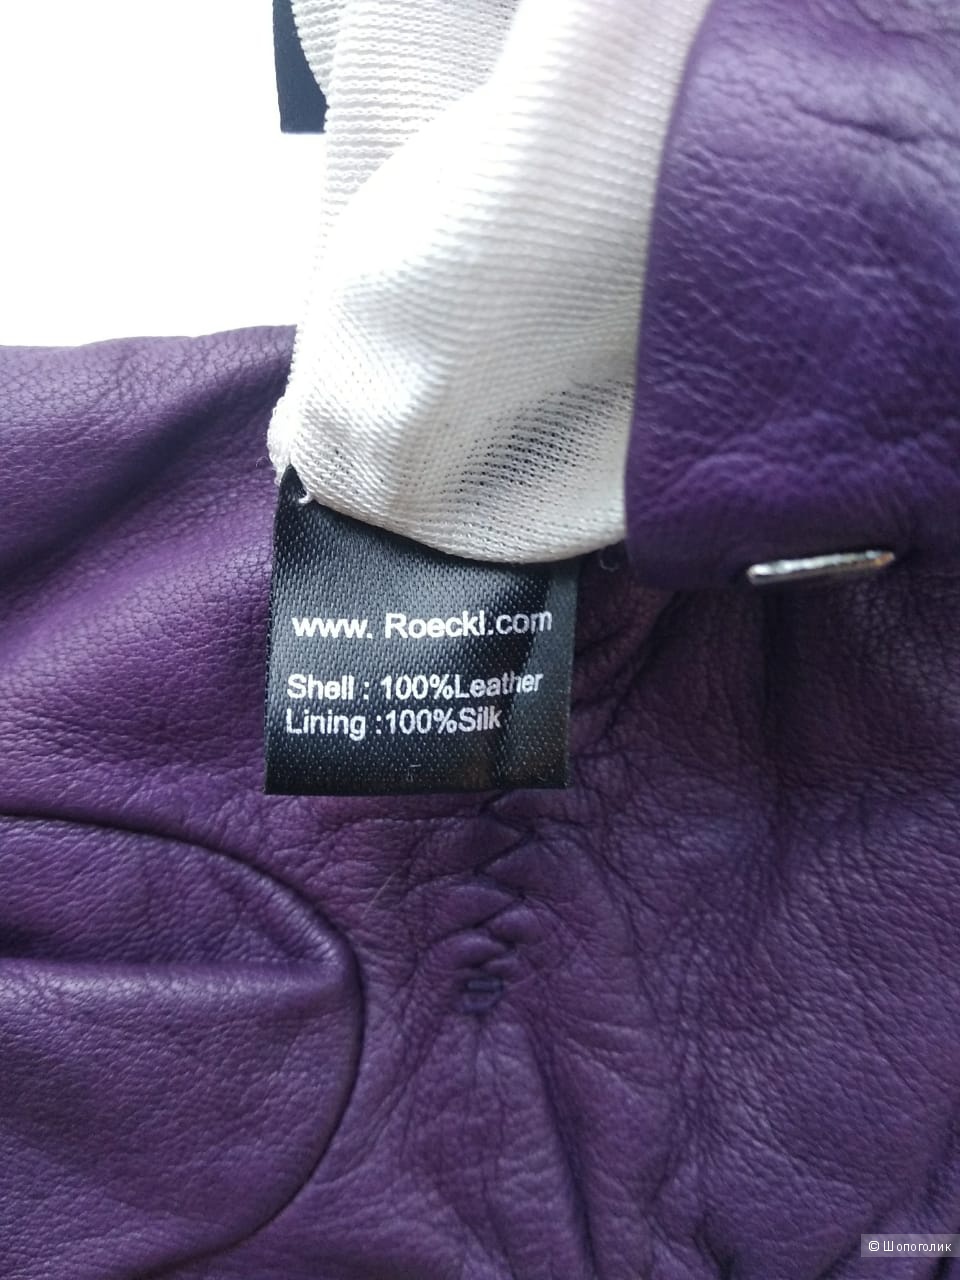 www. Roeckl.com
Shell : 100%Leather
Lining :100%Silk
© Шопоголик